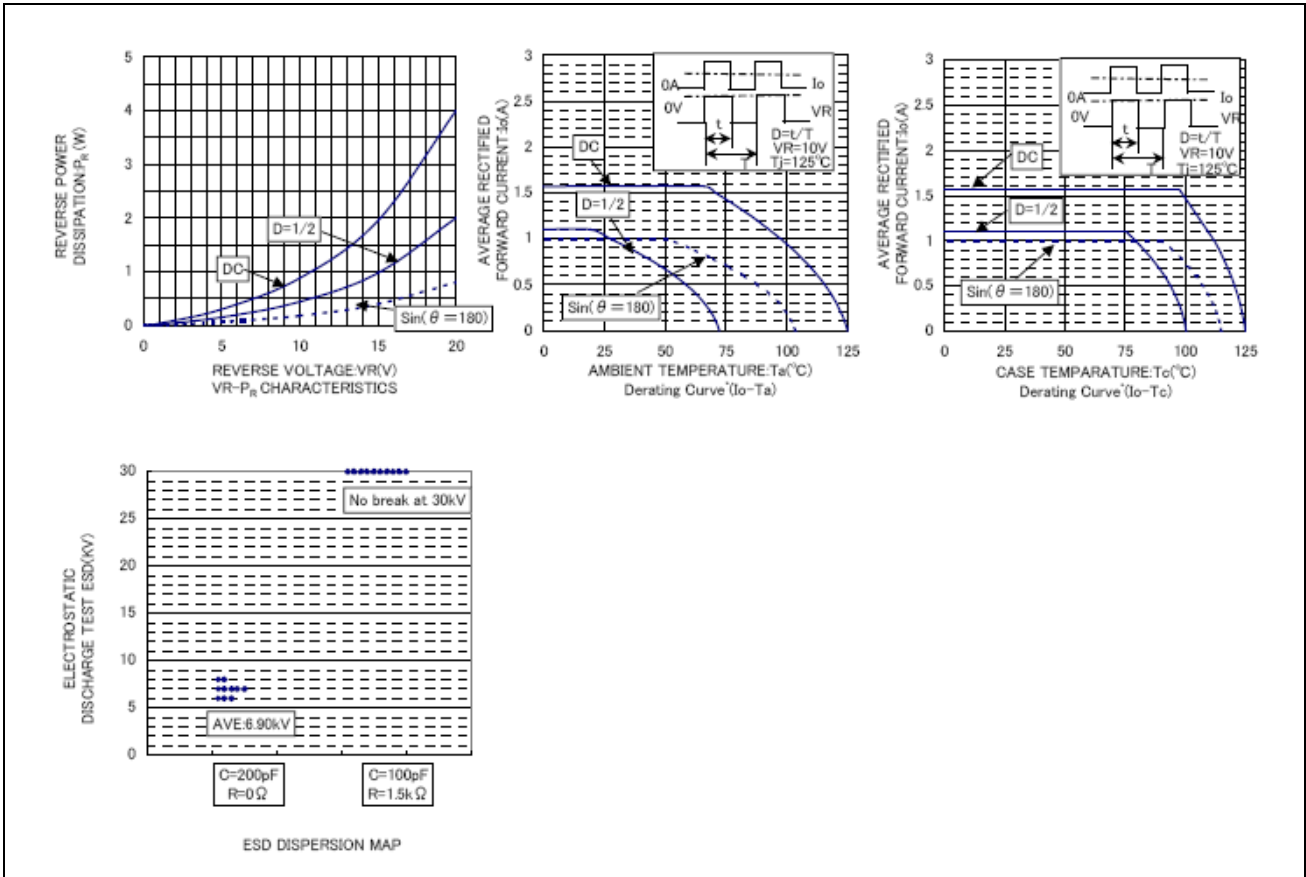 5
4
3
2
1
0
REVERSE POWER
DISSIPATION:PR (W)
D=1/2
DC
Sin(θ=180)
0 5 10 15 20
REVERSE VOLTAGE:VR(V)
VR-PR CHARACTERISTICS
3
2.5
2
1.5
1
0.5
0
AVERAGE RECTIFIED
FORWARD CURRENT:Io(A)
0A
Io
0V
VR
t
D=t/T
VR=10V
T
Tj=125℃
DC
D=1/2
Sin(θ=180)
0 25 50 75 100 125
AMBIENT TEMPERATURE:Ta(℃)
Derating Curve"(Io-Ta)
3
2.5
2
1.5
1
0.5
0
AVERAGE RECTIFIED
FORWARD CURRENT:Io(A)
0A
Io
0V
VR
t
D=t/T
VR=10V
T
Tj=125℃
DC
D=1/2
Sin(θ=180)
0 25 50 75 100 125
CASE TEMPARATURE:Tc(℃)
Derating Curve"(Io-Tc)
30
25
20
15
10
5
0
ELECTROSTATIC
DISCHARGE TEST ESD(KV)
No break at 30kV
AVE:6.90kV
C=200pF
R=0Ω
C=100pF
R=1.5kΩ
ESD DISPERSION MAP